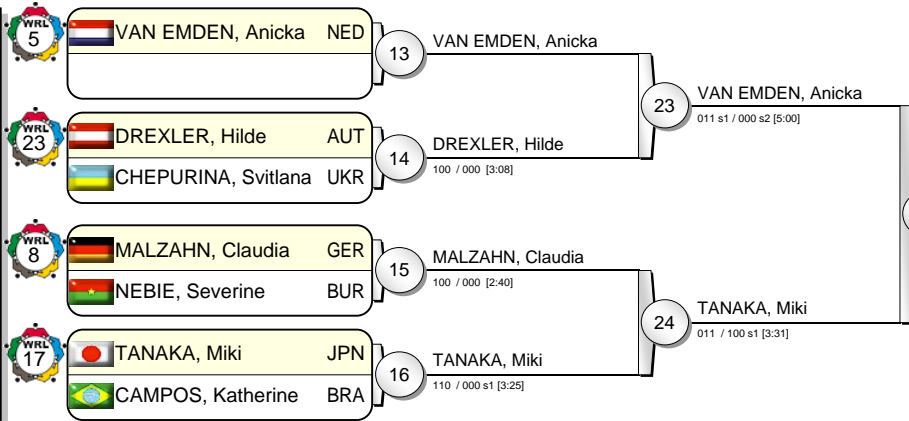 WRL 5
VAN EMDEN, Anicka NED
13
VAN EMDEN, Anicka
23
VAN EMDEN, Anicka
011 s1 / 000 s2 [5:00]
WRL 23
DREXLER, Hilde AUT
CHEPURINA, Svitlana UKR
14
DREXLER, Hilde
100 / 000 [3:08]
WRL 8
MALZAHN, Claudia GER
NEBIE, Severine BUR
15
MALZAHN, Claudia
100 / 000 [2:40]
24
TANAKA, Miki
011 / 100 s1 [3:31]
WRL 17
TANAKA, Miki JPN
CAMPOS, Katherine BRA
16
TANAKA, Miki
110 / 000 s1 [3:25]